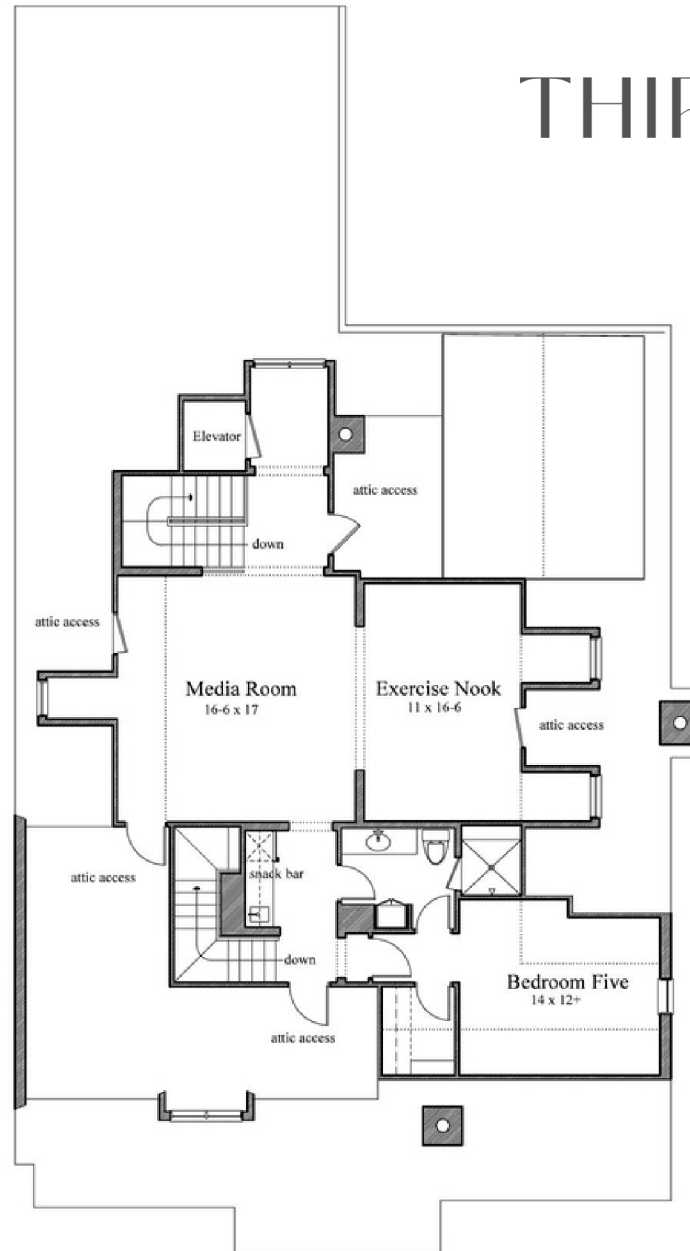 THIR
Elevator
attic access
down
attic access
Media Room
16-6 x 17
Exercise Nook
11 x 16-6
attic access
attic access
snack bar
down
Bedroom Five
14 x 12+
attic access